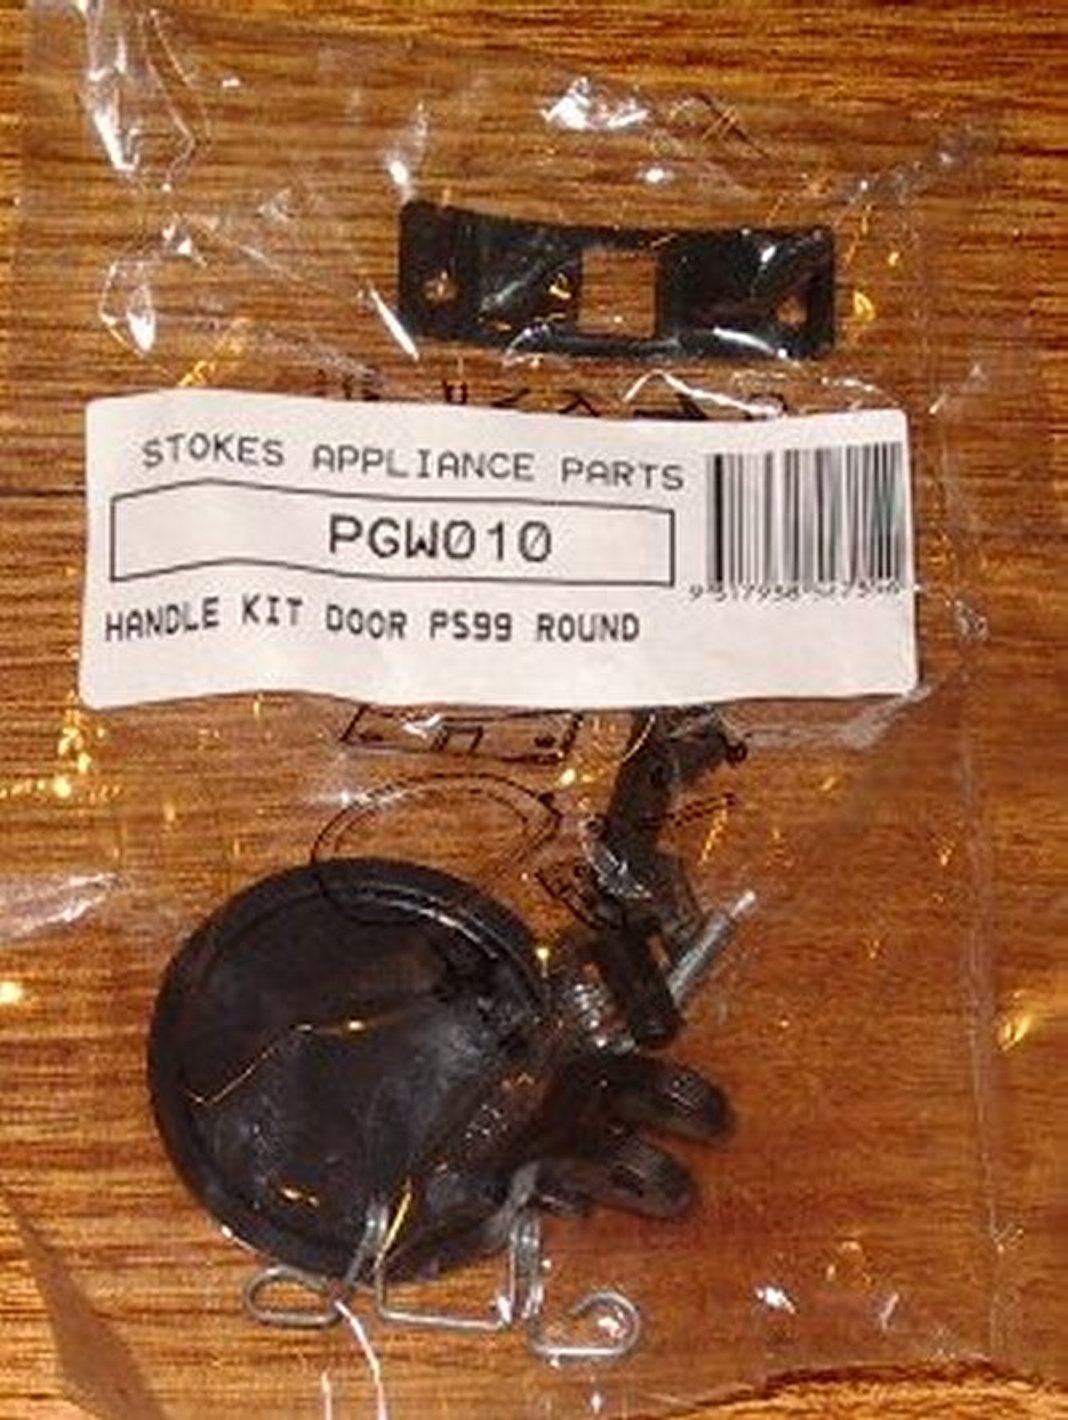 STOKES APPLIANCE PARTS
PGW010
HANDLE KIT DOOR PS99 ROUND